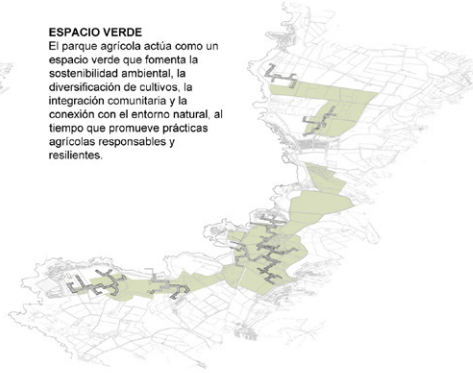 ESPACIO VERDE
El parque agrícola actúa como un
espacio verde que fomenta la
sostenibilidad ambiental, la
diversificación de cultivos, la
integración comunitaria y la
conexión con el entorno natural, al
tiempo que promueve prácticas
agrícolas responsables y
resilientes.